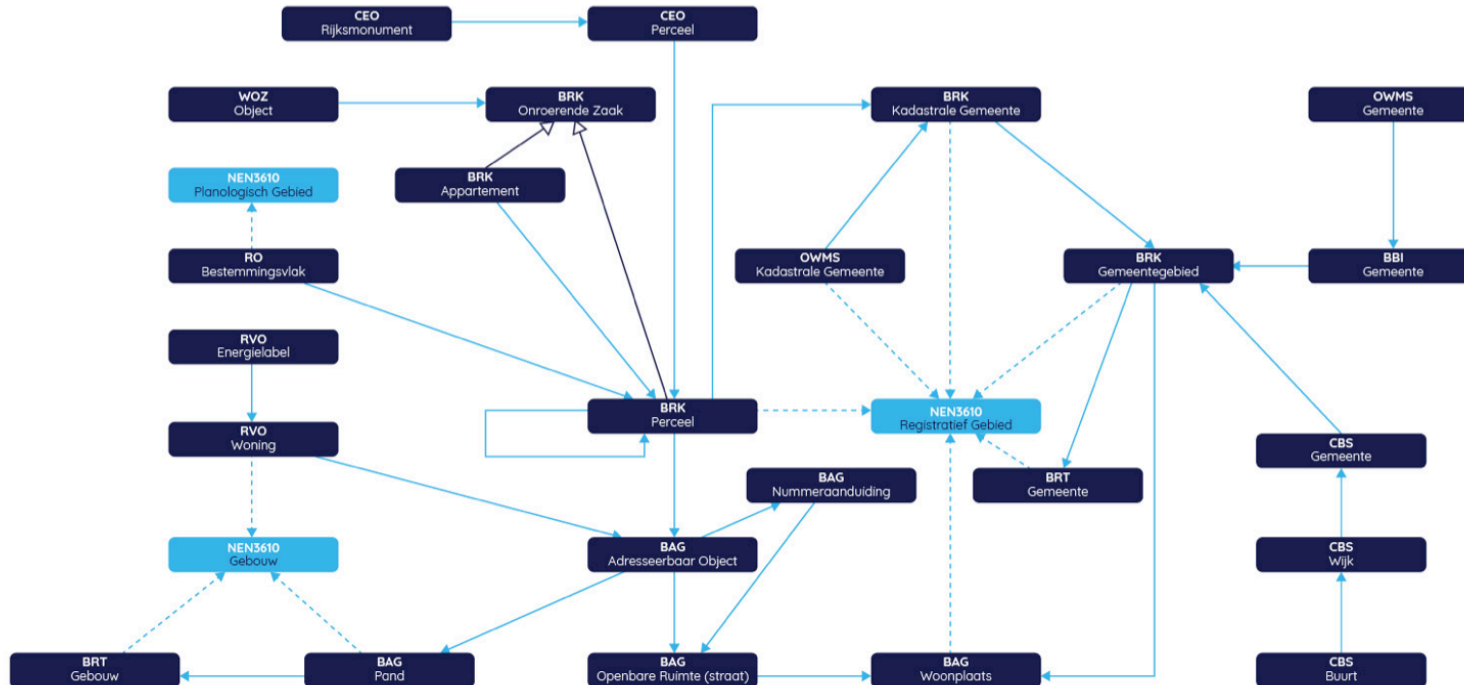 CEO
Rijksmonument
CEO
Perceel
WOZ
Object
BRK
Onroerende Zaak
BRK
Kadastrale Gemeente
OWMS
Gemeente
NEN3610
Planologisch Gebied
BRK
Appartement
RO
Bestemmingsvlak
OWMS
Kadastrale Gemeente
BRK
Gemeentegebied
BBI
Gemeente
RVO
Energielabel
BRK
Perceel
NEN3610
Registratief Gebied
RVO
Woning
CBS
Gemeente
BAG
Nummeraanduiding
BRT
Gemeente
NEN3610
Gebouw
BAG
Adresseerbaar Object
CBS
Wijk
BRT
Gebouw
BAG
Pand
BAG
Openbare Ruimte (straat)
BAG
Woonplaats
CBS
Buurt